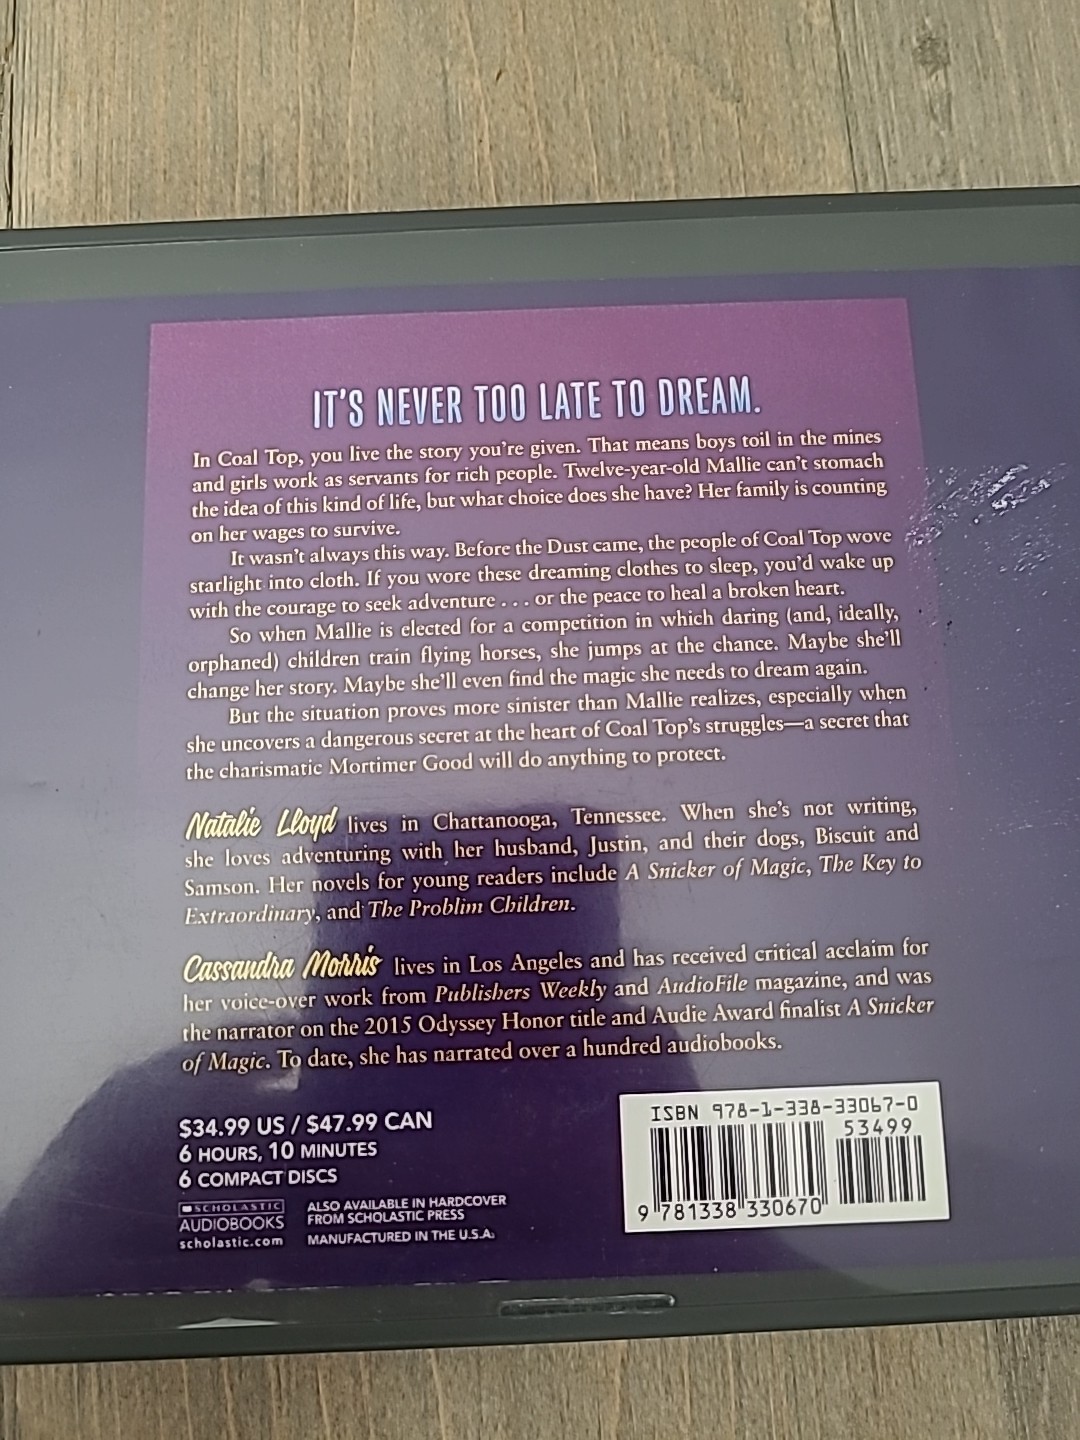 IT'S NEVER TOO LATE TO DREAM.
In Coal Top, you live the story you're given. That means boys toil in the mines
and girls work as servants for rich people. Twelve-year-old Mallie can't stomach
the idea of this kind of life, but what choice does she have? Her family is counting
on her wages to survive.
It wasn't always this way. Before the Dust came, the people of Coal Top wove
starlight into cloth. If you wore these dreaming clothes to sleep, you'd wake up
with the courage to seek adventure . . . or the peace to heal a broken heart.
So when Mallie is elected for a competition in which daring (and, ideally,
orphaned) children train flying horses, she jumps at the chance. Maybe she'll
change her story. Maybe she'll even find the magic she needs to dream again.
But the situation proves more sinister than Mallie realizes, especially when
she uncovers a dangerous secret at the heart of Coal Top's struggles—a secret that
the charismatic Mortimer Good will do anything to protect.
Natalie Lloyd lives in Chattanooga, Tennessee. When she's not writing,
she loves adventuring with her husband, Justin, and their dogs, Biscuit and
Samson. Her novels for young readers include A Snicker of Magic, The Key to
Extraordinary, and The Problim Children.
Cassandra Morris lives in Los Angeles and has received critical acclaim for
her voice-over work from Publishers Weekly and AudioFile magazine, and was
the narrator on the 2015 Odyssey Honor title and Audie Award finalist A Snicker
of Magic. To date, she has narrated over a hundred audiobooks.
$34.99 US / $47.99 CAN
6 HOURS, 10 MINUTES
6 COMPACT DISCS
SCHOLASTIC
AUDIOBOOKS
scholastic.com
ALSO AVAILABLE IN HARDCOVER
FROM SCHOLASTIC PRESS
MANUFACTURED IN THE U.S.A.
ISBN 978-1-338-33067-0
53499
9 781338 330670